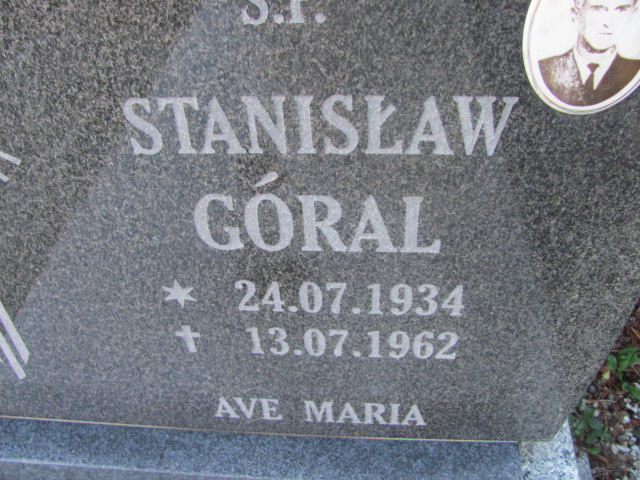 Ś.P.
STANISŁAW
GÓRAL
* 24.07.1934
✝ 13.07.1962
AVE MARIA